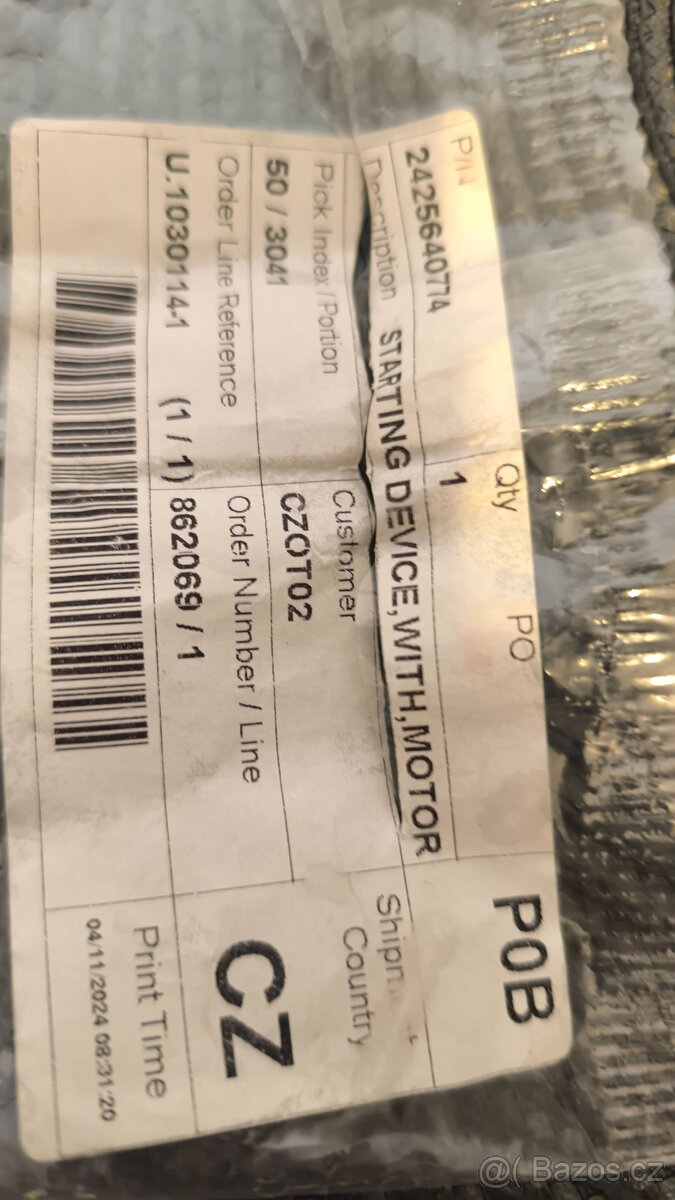 P/N Qty PO
2425640774 1 P0B
Description STARTING DEVICE,WITH,MOTOR
Pick Index / Portion Customer
50 / 3041 CZOT02
Country
CZ
Order Line Reference Order Number / Line
U.1030114-1 (1 / 1) 862069 / 1
Print Time
04/11/2024 08:31:20
@( Bazos.cz